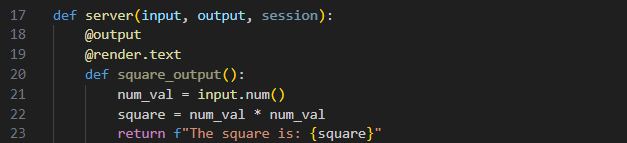 17 def server(input, output, session):
18     @output
19     @render.text
20     def square_output():
21         num_val = input.num()
22         square = num_val * num_val
23         return f"The square is: {square}"